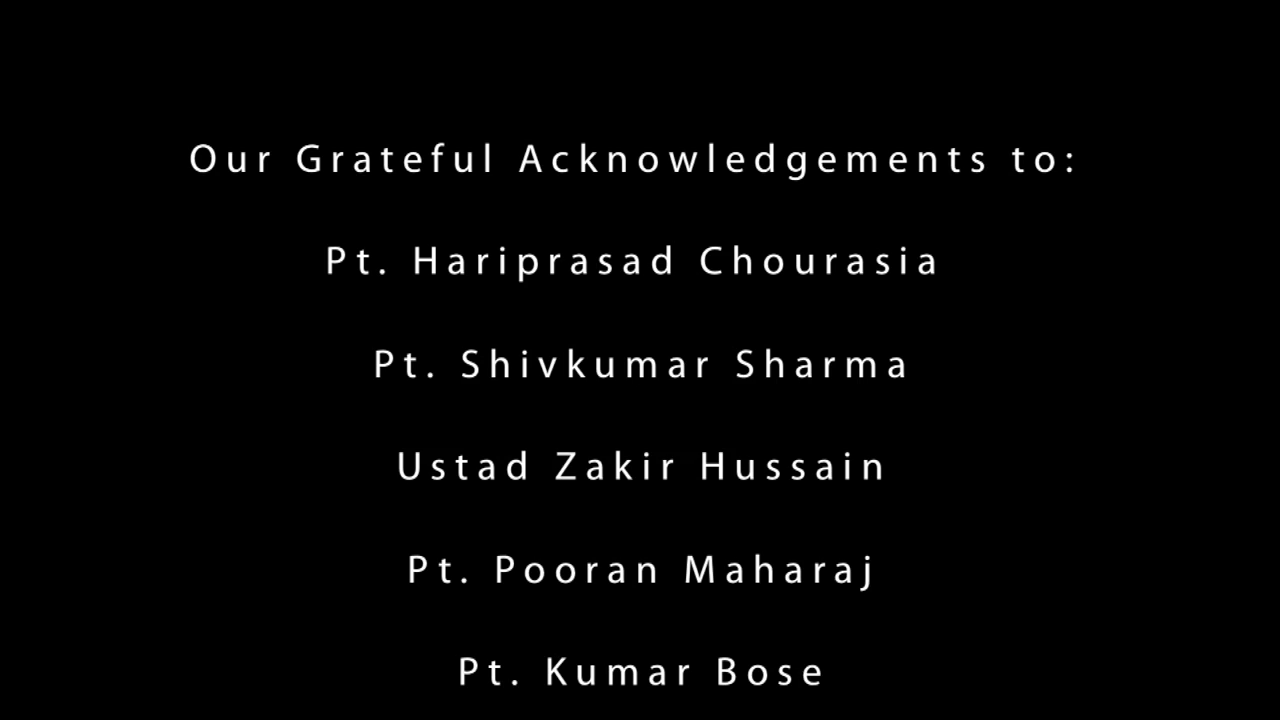 Our Grateful Acknowledgements to:
Pt. Hariprasad Chourasia
Pt. Shivkumar Sharma
Ustad Zakir Hussain
Pt. Pooran Maharaj
Pt. Kumar Bose